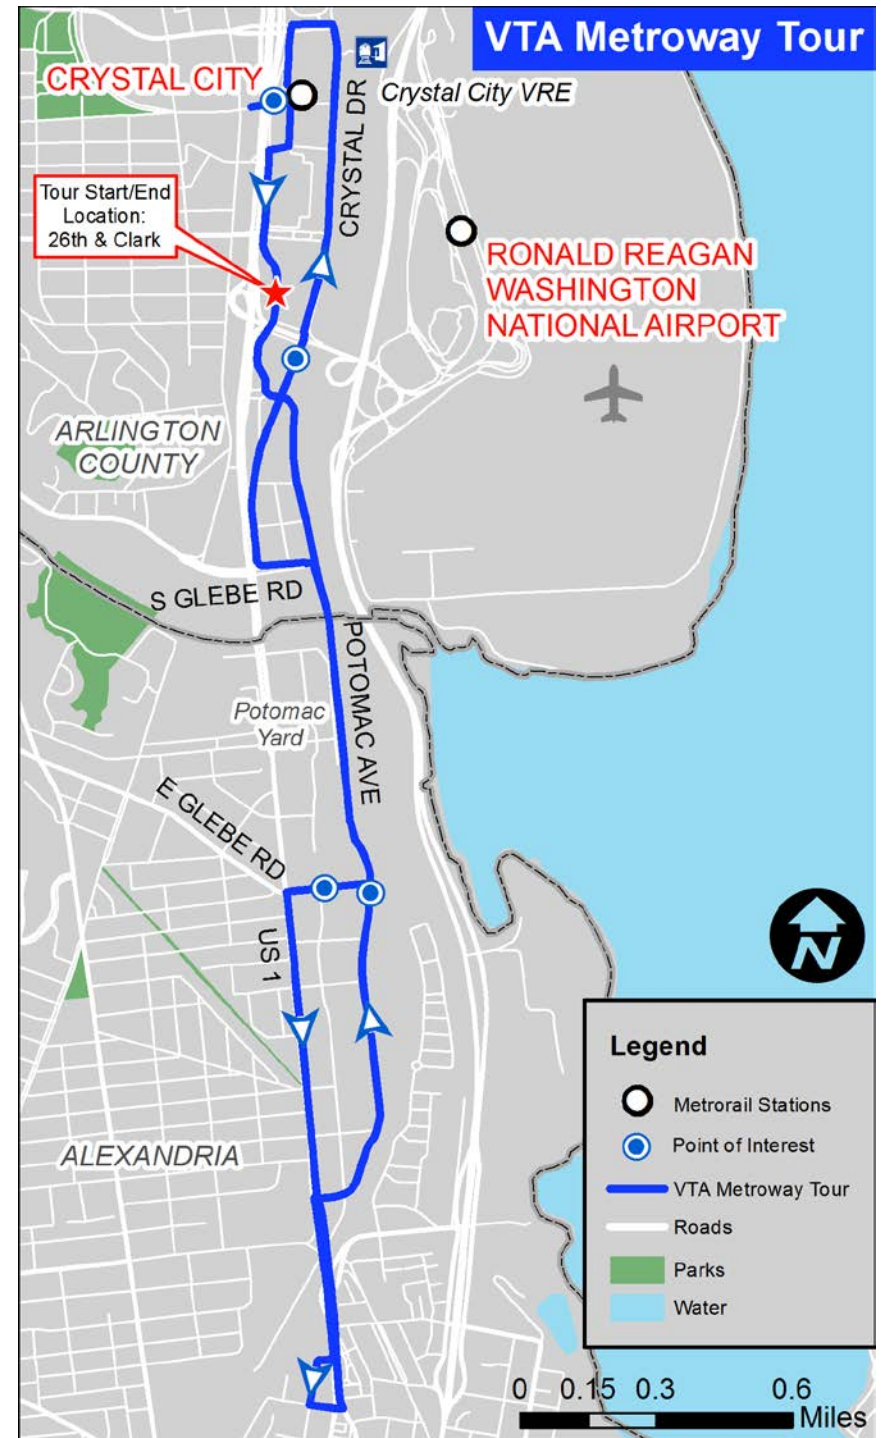 VTA Metroway Tour
CRYSTAL CITY
Crystal City VRE
CRYSTAL DR
Tour Start/End
Location:
26th & Clark
RONALD REAGAN
WASHINGTON
NATIONAL AIRPORT
ARLINGTON
COUNTY
S GLEBE RD
POTOMAC AVE
Potomac
Yard
E GLEBE RD
US 1
N
ALEXANDRIA
Legend
Metrorail Stations
Point of Interest
VTA Metroway Tour
Roads
Parks
Water
0 0.15 0.3 0.6
Miles